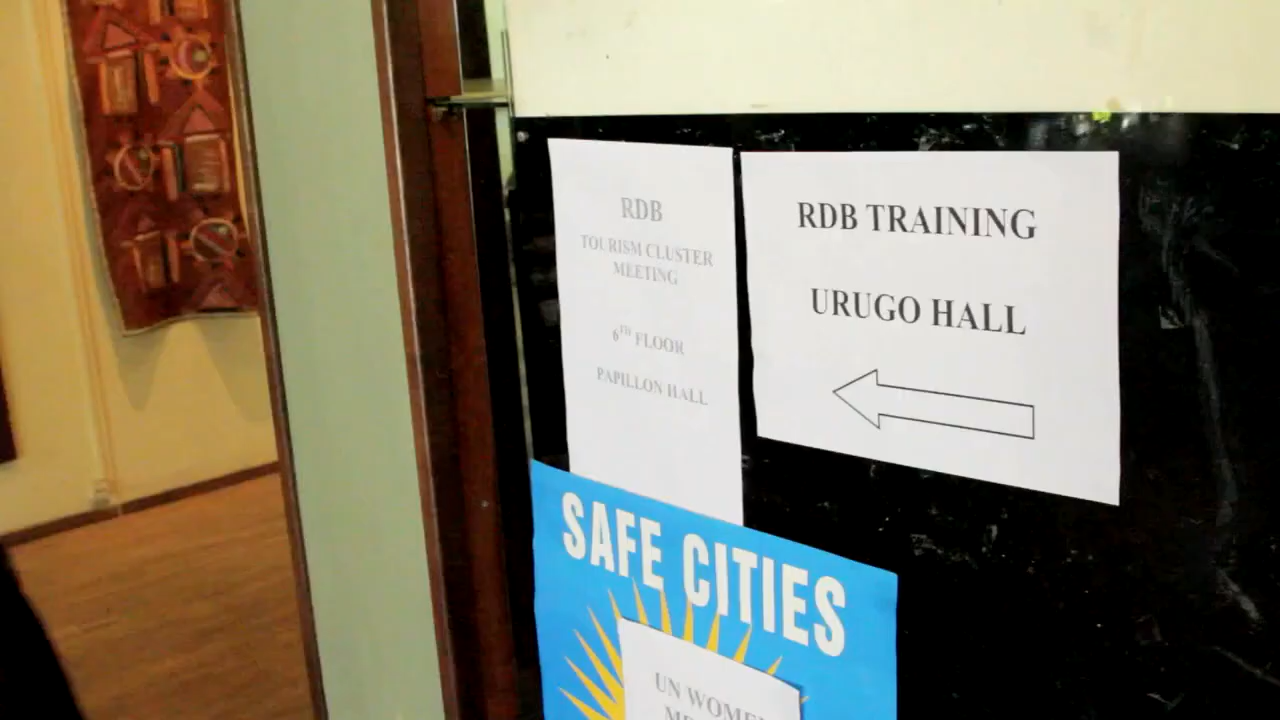 RDB
TOURISM CLUSTER
MEETING
6TH FLOOR
PAPILLON HALL
RDB TRAINING
URUGO HALL
SAFE CITIES
UN WOMEN